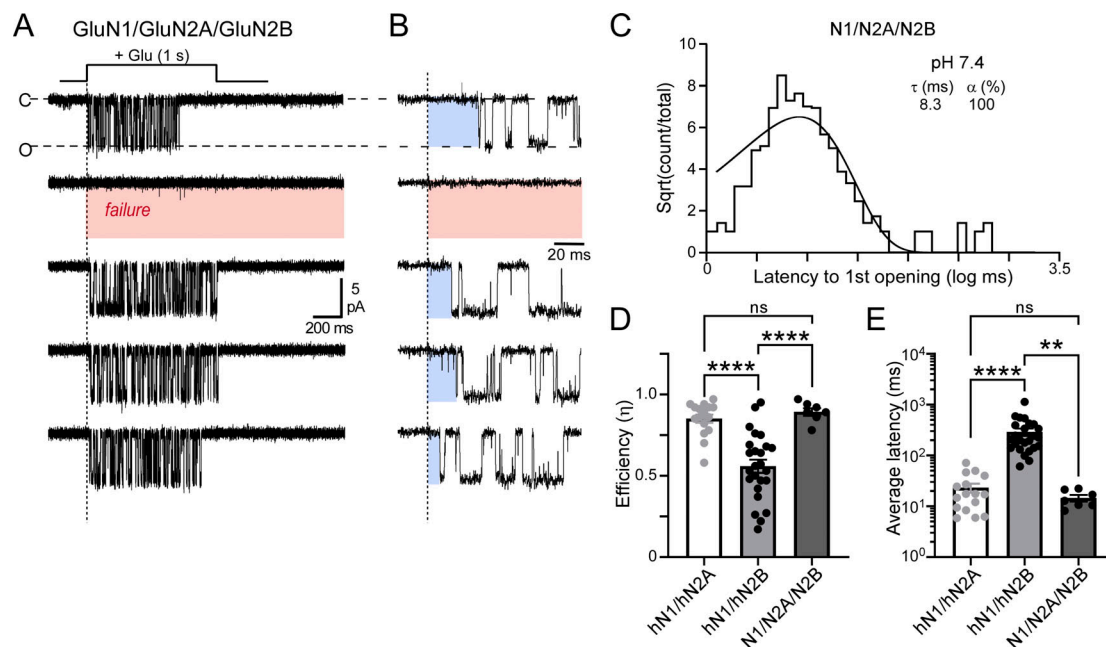 A
GluN1/GluN2A/GluN2B
+ Glu (1 s)
C
O
failure
5
pA
200 ms
B
20 ms
C
N1/N2A/N2B
pH 7.4
τ (ms) α (%)
8.3 100
Sqrt(count/total)
10
8
6
4
2
0
0
3.5
Latency to 1st opening (log ms)
D
ns
****
****
Efficiency (η)
1.0
0.5
0
hN1/hN2A
hN1/hN2B
N1/N2A/N2B
E
ns
****
**
Average latency (ms)
10⁴
10³
10²
10¹
10⁰
hN1/hN2A
hN1/hN2B
N1/N2A/N2B